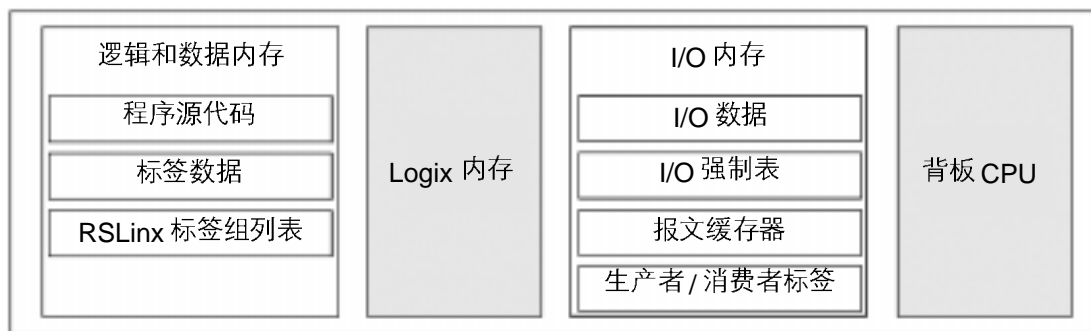 逻辑和数据内存
程序源代码
标签数据
RSLinx 标签组列表
Logix 内存
I/O 内存
I/O 数据
I/O 强制表
报文缓存器
生产者 / 消费者标签
背板 CPU